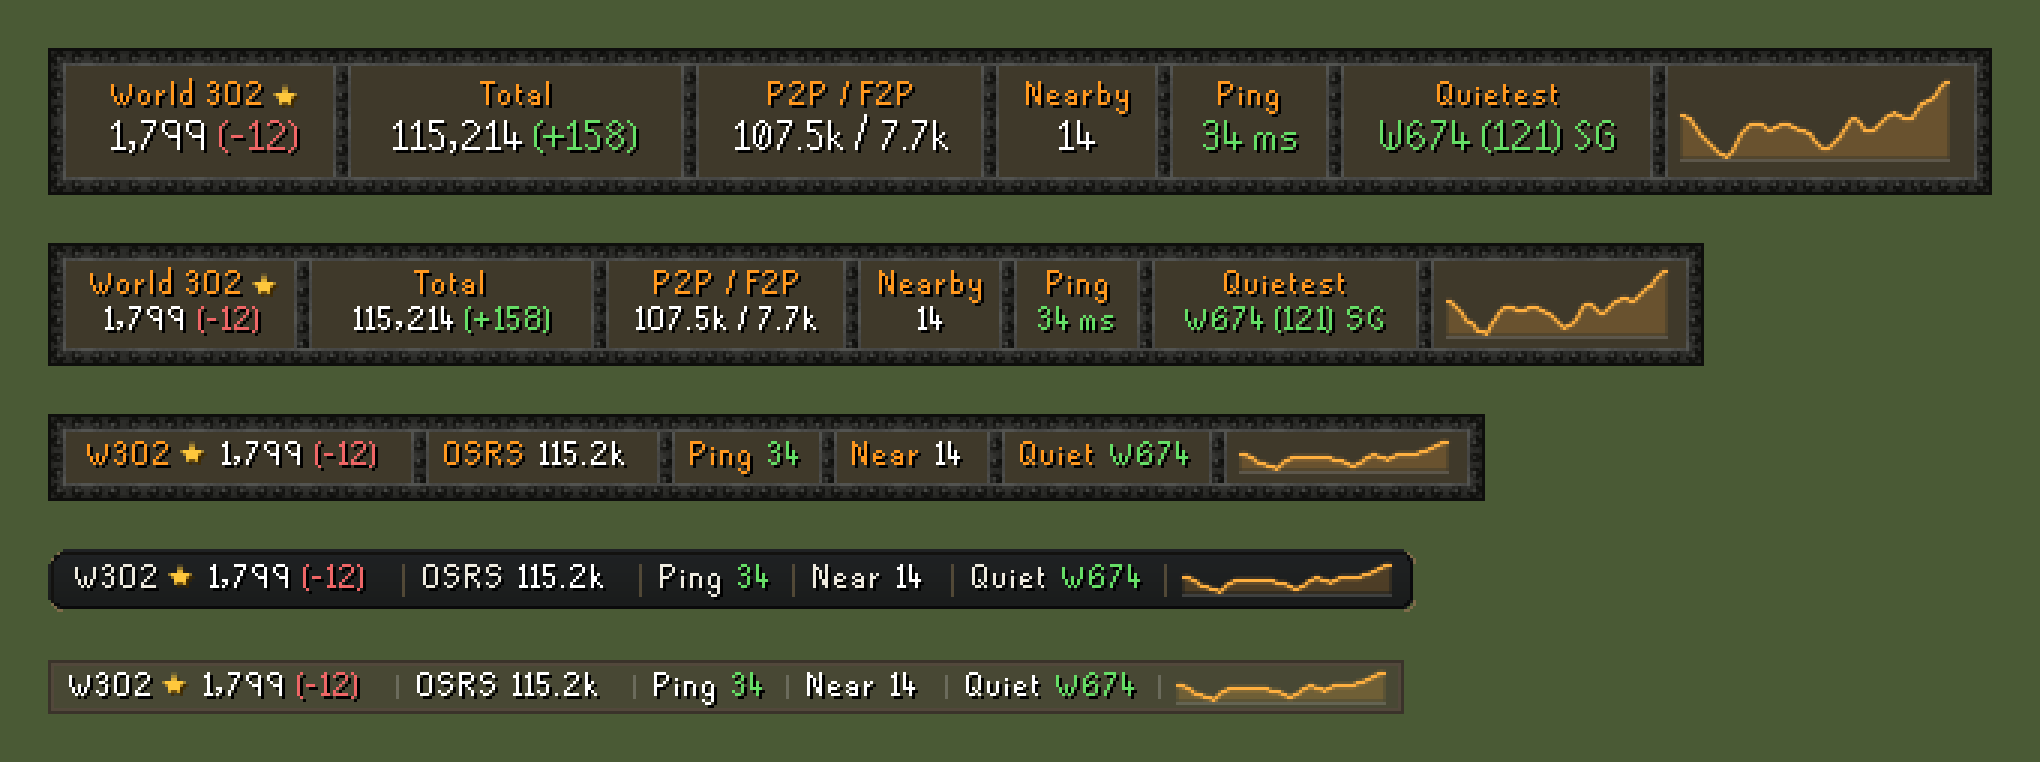 World 302 Total P2P / F2P Nearby Ping Quietest
1,799 (-12) 115,214 (+158) 107.5k / 7.7k 14 34 ms W674 (121) SG
World 302 Total P2P / F2P Nearby Ping Quietest
1,799 (-12) 115,214 (+158) 107.5k / 7.7k 14 34 ms W674 (121) SG
W302 1,799 (-12) OSRS 115.2k Ping 34 Near 14 Quiet W674
W302 1,799 (-12) OSRS 115.2k Ping 34 Near 14 Quiet W674
W302 1,799 (-12) OSRS 115.2k Ping 34 Near 14 Quiet W674